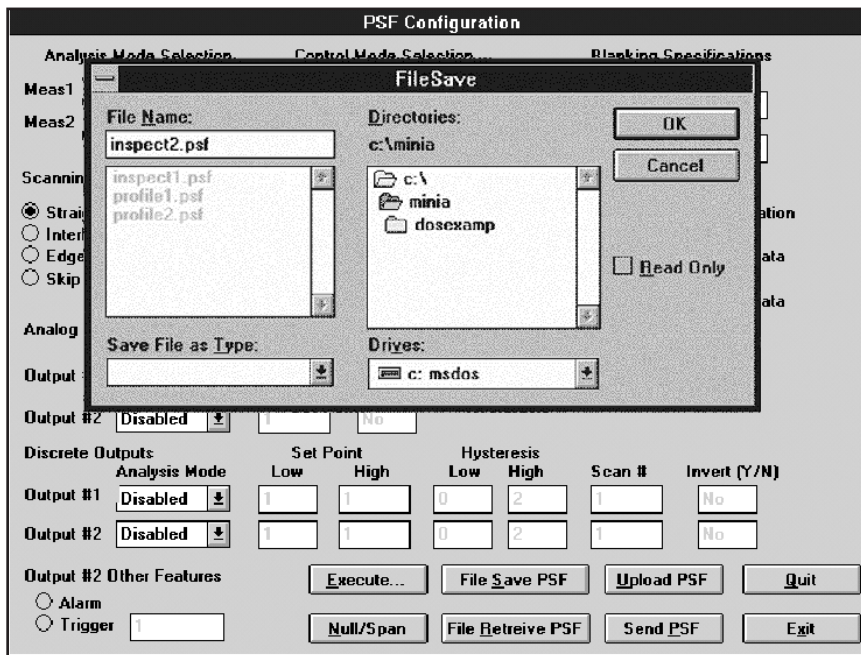 PSF Configuration
Analysis Mode Selection Control Mode Selection... Blanking Specifications
FileSave
Meas1
Meas2
File Name:
inspect2.psf
inspect1.psf
profile1.psf
profile2.psf
Save File as Type:
Directories:
c:\minia
c:\
minia
dosexamp
Drives:
c: msdos
OK
Cancel
Read Only
Scanning
Edge
Skip
ata
ata
Analog
Output
Output #2 Disabled 1 No
Discrete Outputs Set Point Hysteresis
Analysis Mode Low High Low High Scan # Invert (Y/N)
Output #1 Disabled 1 1 0 2 1 No
Output #2 Disabled 1 1 0 2 1 No
Output #2 Other Features
Alarm
Trigger 1
Execute... File Save PSF Upload PSF Quit
Null/Span File Retreive PSF Send PSF Exit